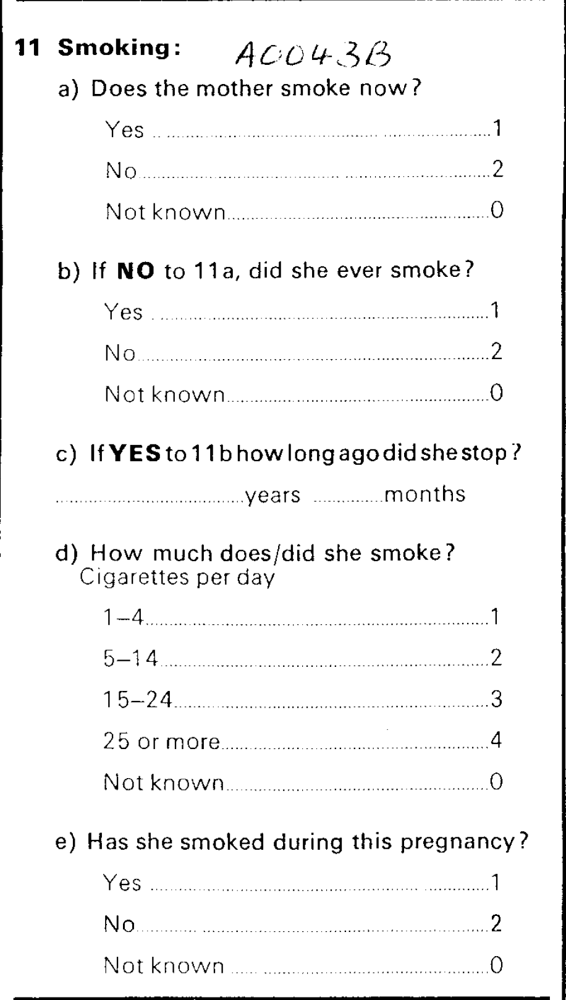 11 Smoking: A0043B
a) Does the mother smoke now?
Yes 1
No 2
Not known 0
b) If NO to 11a, did she ever smoke?
Yes 1
No 2
Not known 0
c) If YES to 11b how long ago did she stop?
years months
d) How much does/did she smoke?
Cigarettes per day
1–4 1
5–14 2
15–24 3
25 or more 4
Not known 0
e) Has she smoked during this pregnancy?
Yes 1
No 2
Not known 0